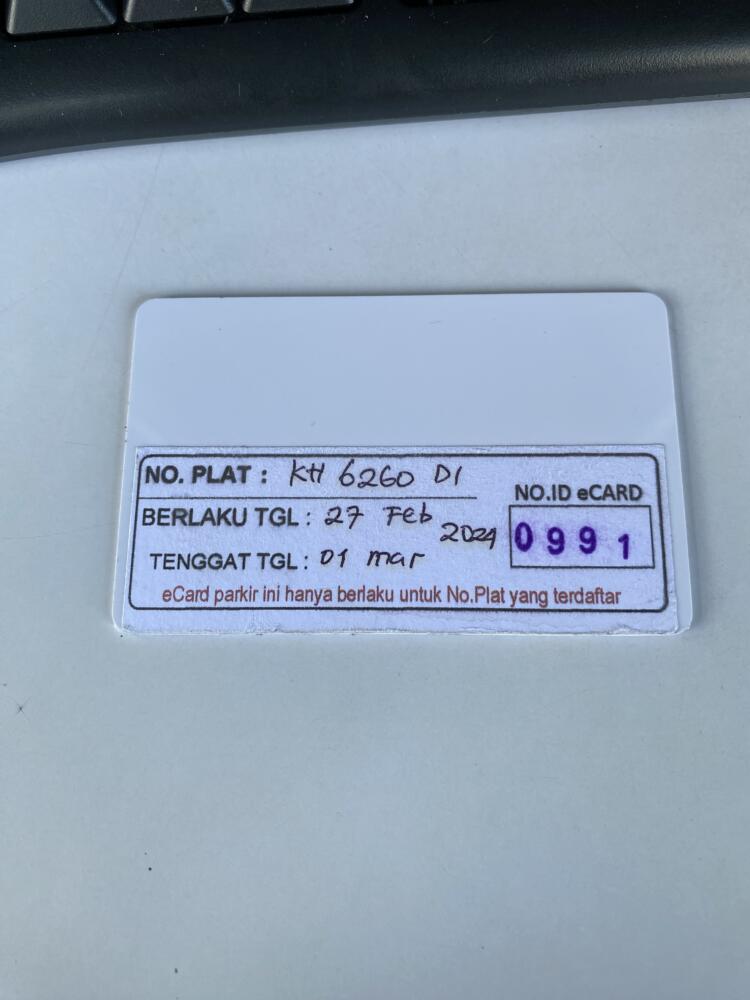 NO. PLAT : KH 6260 DI
NO.ID eCARD
BERLAKU TGL : 27 Feb 2024
0991
TENGGAT TGL : 01 mar
eCard parkir ini hanya berlaku untuk No.Plat yang terdaftar